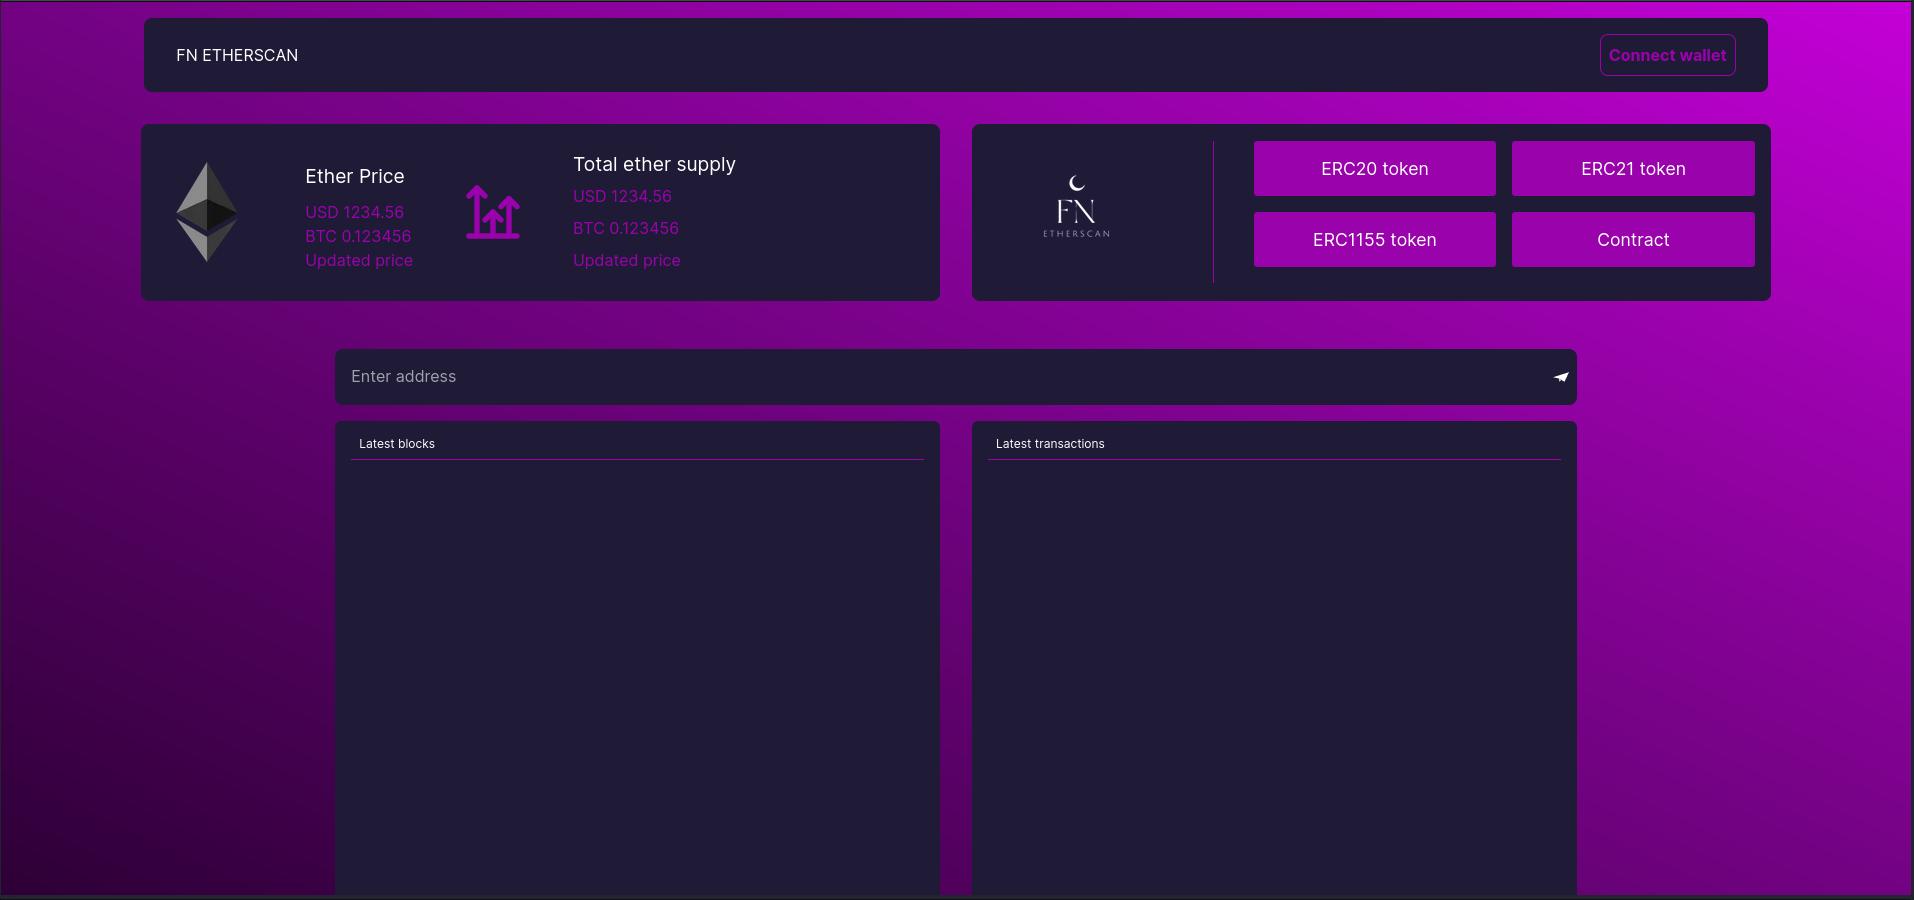 FN ETHERSCAN
Connect wallet
Ether Price
USD 1234.56
BTC 0.123456
Updated price
Total ether supply
USD 1234.56
BTC 0.123456
Updated price
FN
ETHERSCAN
ERC20 token
ERC21 token
ERC1155 token
Contract
Enter address
Latest blocks
Latest transactions